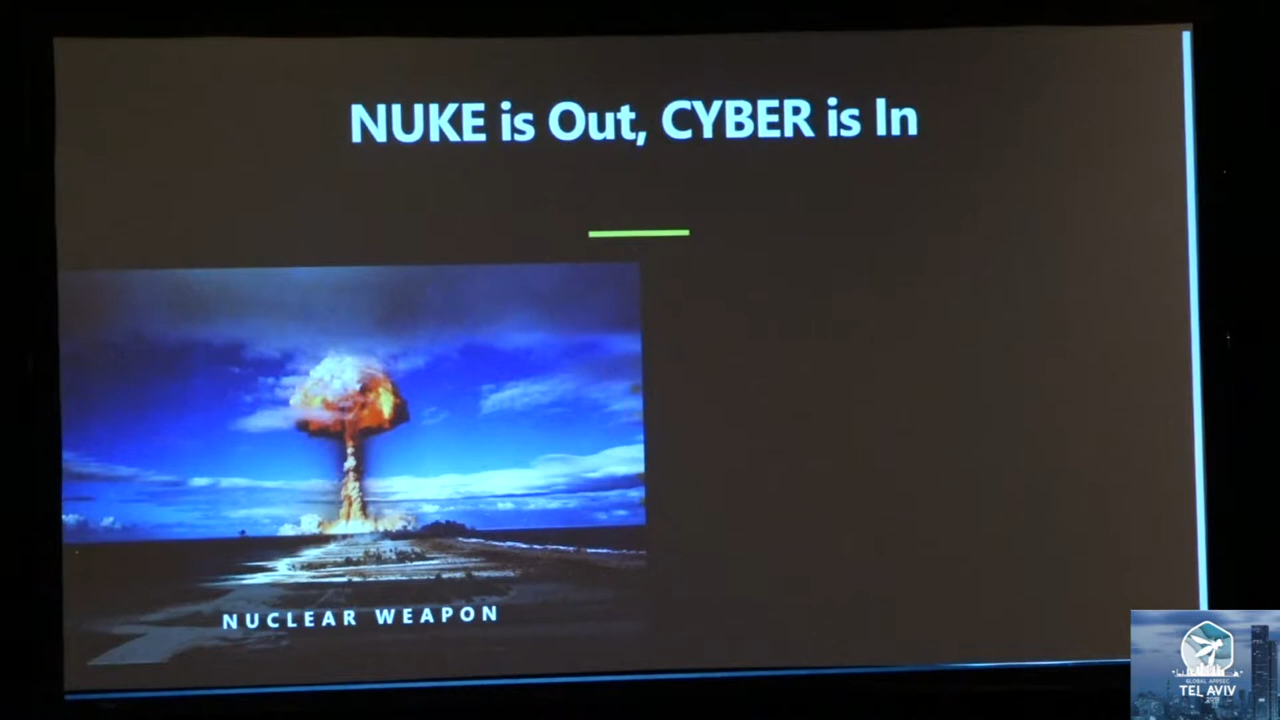 NUKE is Out, CYBER is In
NUCLEAR WEAPON
GLOBAL APPSEC
TEL AVIV